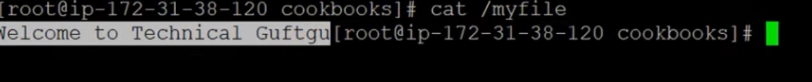 [root@ip-172-31-38-120 cookbooks]# cat /myfile
Welcome to Technical Guftgu[root@ip-172-31-38-120 cookbooks]#